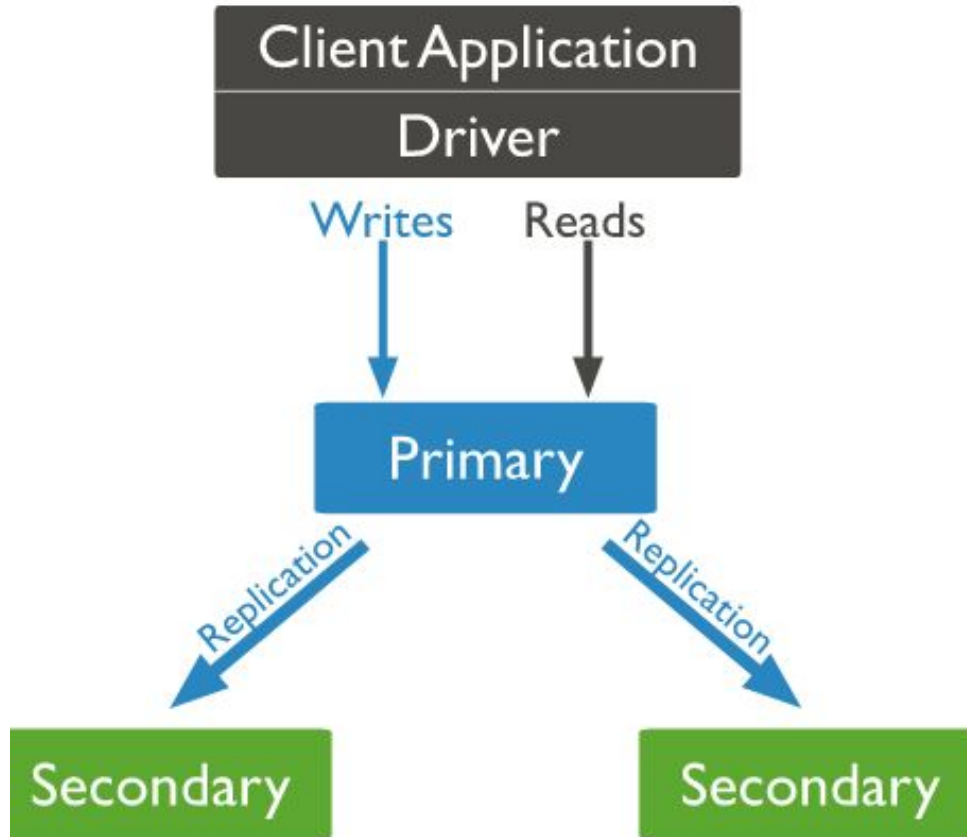 Client Application
Driver
Writes
Reads
Primary
Replication
Replication
Secondary
Secondary